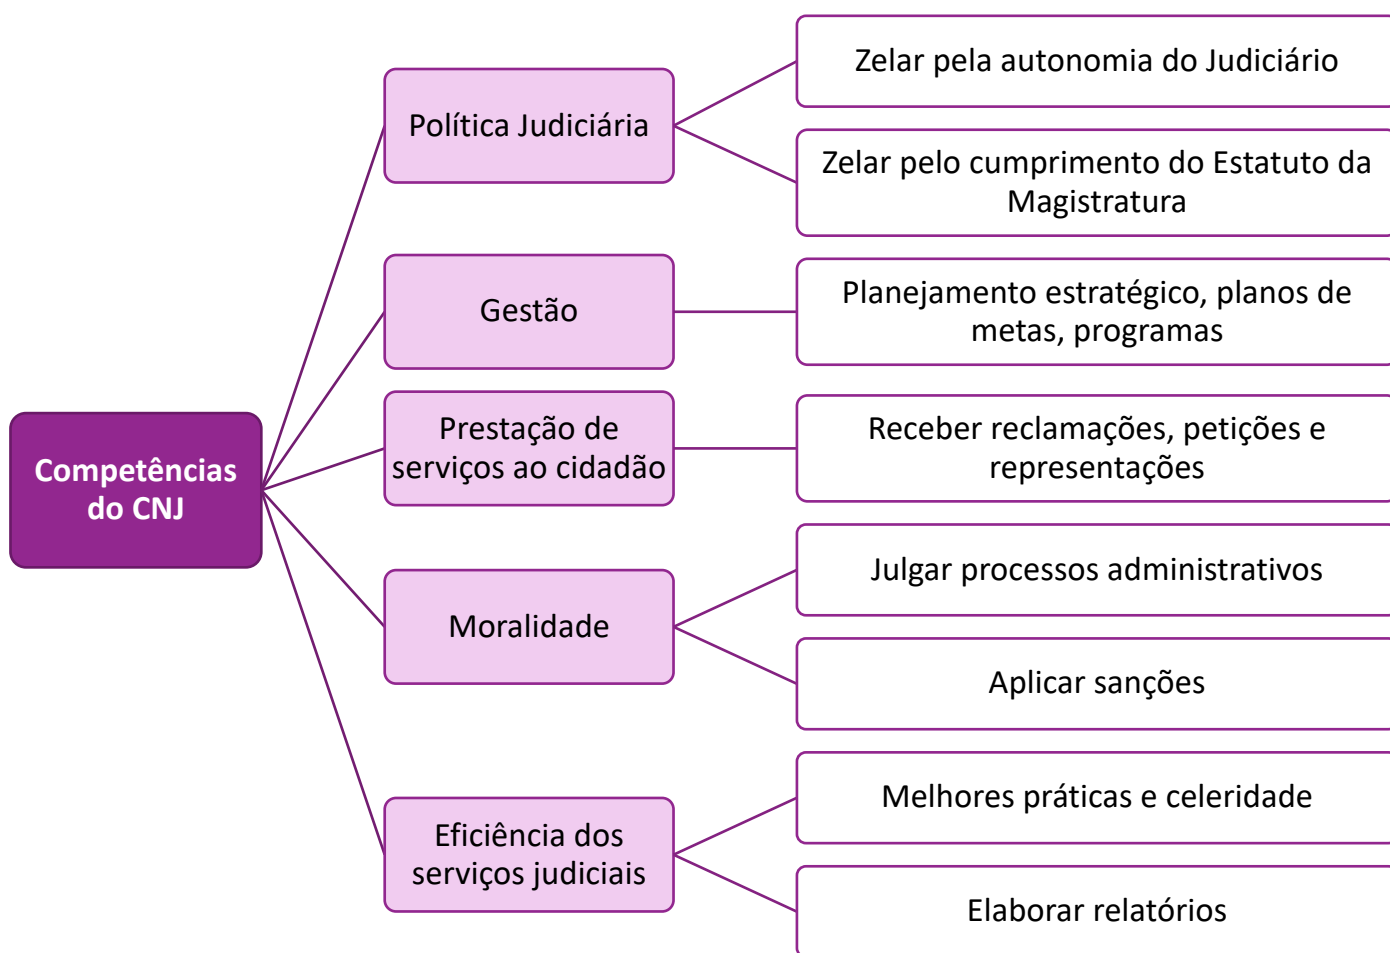 Competências
do CNJ
Política Judiciária
Zelar pela autonomia do Judiciário
Zelar pelo cumprimento do Estatuto da
Magistratura
Gestão
Planejamento estratégico, planos de
metas, programas
Prestação de
serviços ao cidadão
Receber reclamações, petições e
representações
Moralidade
Julgar processos administrativos
Aplicar sanções
Eficiência dos
serviços judiciais
Melhores práticas e celeridade
Elaborar relatórios